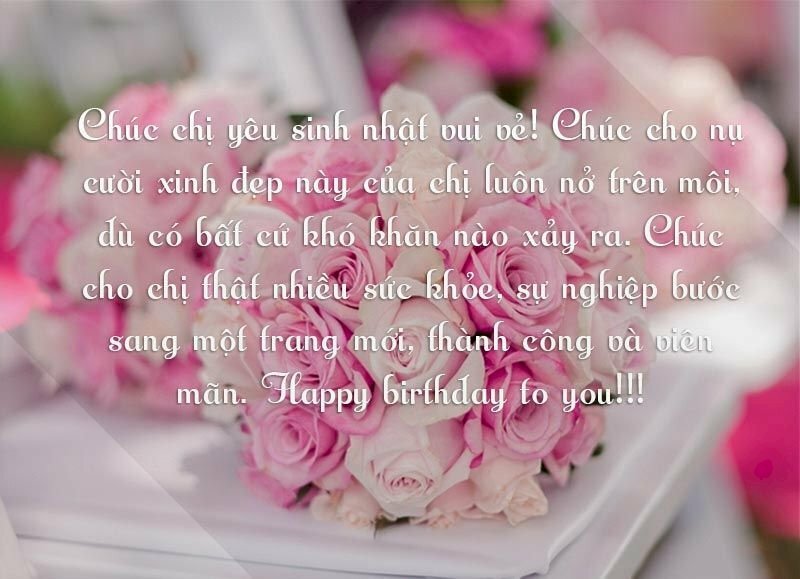 Chúc chị yêu sinh nhật vui vẻ! Chúc cho nụ
cười xinh đẹp này của chị luôn nở trên môi,
dù có bất cứ khó khăn nào xảy ra. Chúc
cho chị thật nhiều sức khỏe, sự nghiệp bước
sang một trang mới, thành công và viên
mãn. Happy birthday to you!!!